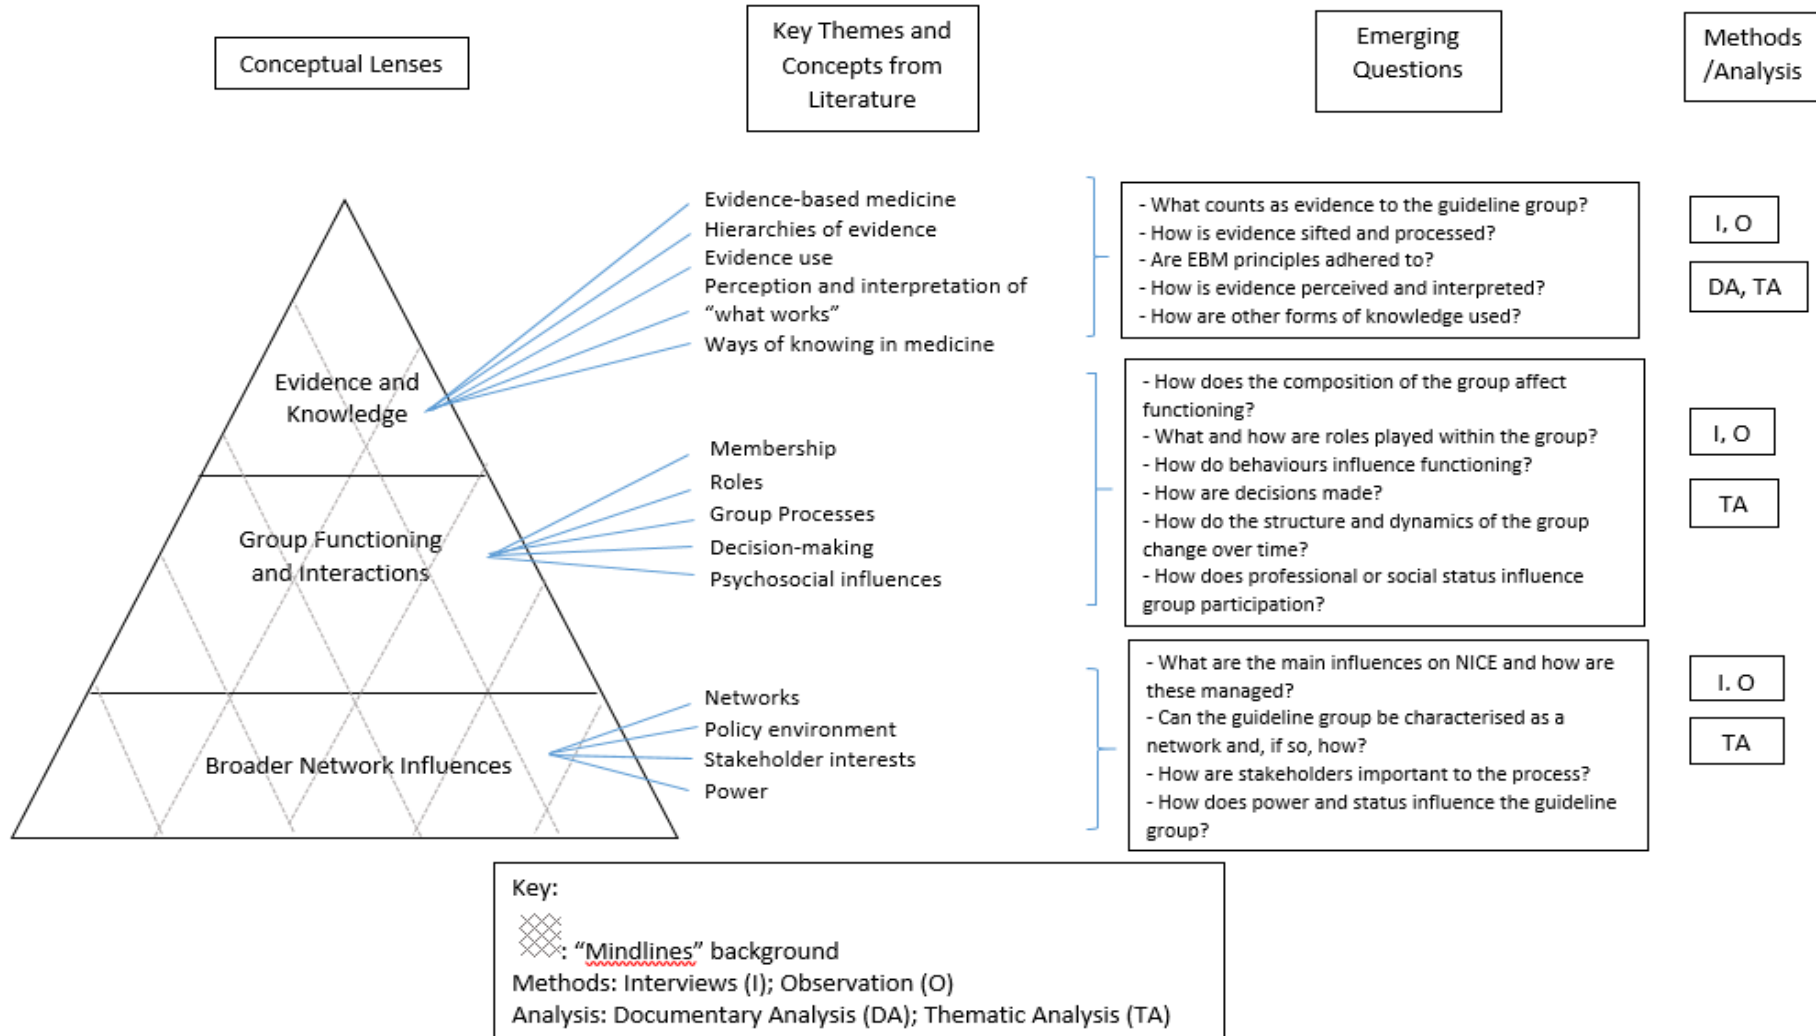 Conceptual Lenses
Key Themes and
Concepts from
Literature
Emerging
Questions
Methods
/Analysis
Evidence and
Knowledge
Group Functioning
and Interactions
Broader Network Influences
Evidence-based medicine
Hierarchies of evidence
Evidence use
Perception and interpretation of
“what works”
Ways of knowing in medicine
Membership
Roles
Group Processes
Decision-making
Psychosocial influences
Networks
Policy environment
Stakeholder interests
Power
- What counts as evidence to the guideline group?
- How is evidence sifted and processed?
- Are EBM principles adhered to?
- How is evidence perceived and interpreted?
- How are other forms of knowledge used?
- How does the composition of the group affect
functioning?
- What and how are roles played within the group?
- How do behaviours influence functioning?
- How are decisions made?
- How do the structure and dynamics of the group
change over time?
- How does professional or social status influence
group participation?
- What are the main influences on NICE and how are
these managed?
- Can the guideline group be characterised as a
network and, if so, how?
- How are stakeholders important to the process?
- How does power and status influence the guideline
group?
I, O
DA, TA
I, O
TA
I. O
TA
Key:
: “Mindlines” background
Methods: Interviews (I); Observation (O)
Analysis: Documentary Analysis (DA); Thematic Analysis (TA)